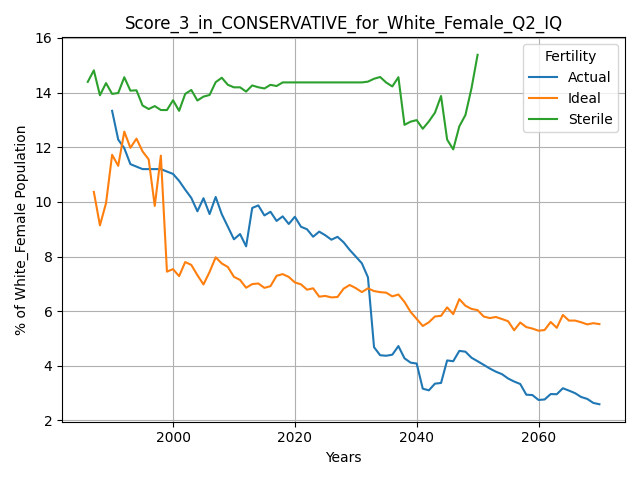 Score_3_in_CONSERVATIVE_for_White_Female_Q2_IQ
16
14
12
10
8
6
4
2
% of White_Female Population
Fertility
Actual
Ideal
Sterile
2000
2020
2040
2060
Years